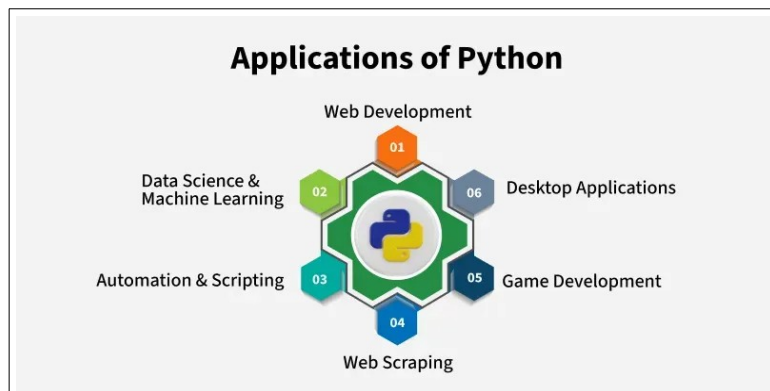 Applications of Python
Web Development
01
Data Science &
Machine Learning
02
06
Desktop Applications
Automation & Scripting
03
05
Game Development
04
Web Scraping